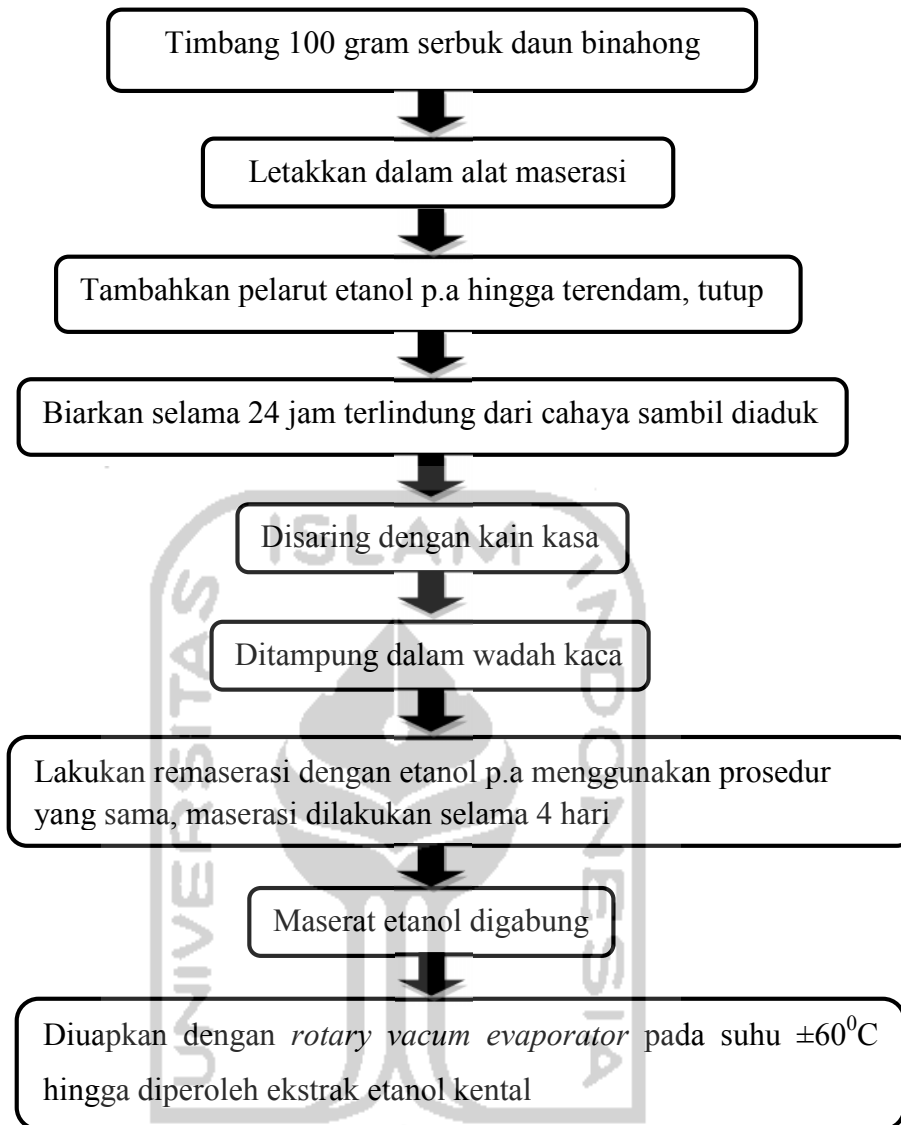 Timbang 100 gram serbuk daun binahong
Letakkan dalam alat maserasi
Tambahkan pelarut etanol p.a hingga terendam, tutup
Biarkan selama 24 jam terlindung dari cahaya sambil diaduk
Disaring dengan kain kasa
Ditampung dalam wadah kaca
Lakukan remaserasi dengan etanol p.a menggunakan prosedur
yang sama, maserasi dilakukan selama 4 hari
Maserat etanol digabung
Diuapkan dengan rotary vacum evaporator pada suhu ±60⁰C
hingga diperoleh ekstrak etanol kental
UNIVERSITAS
ISLAM
INDONESIA